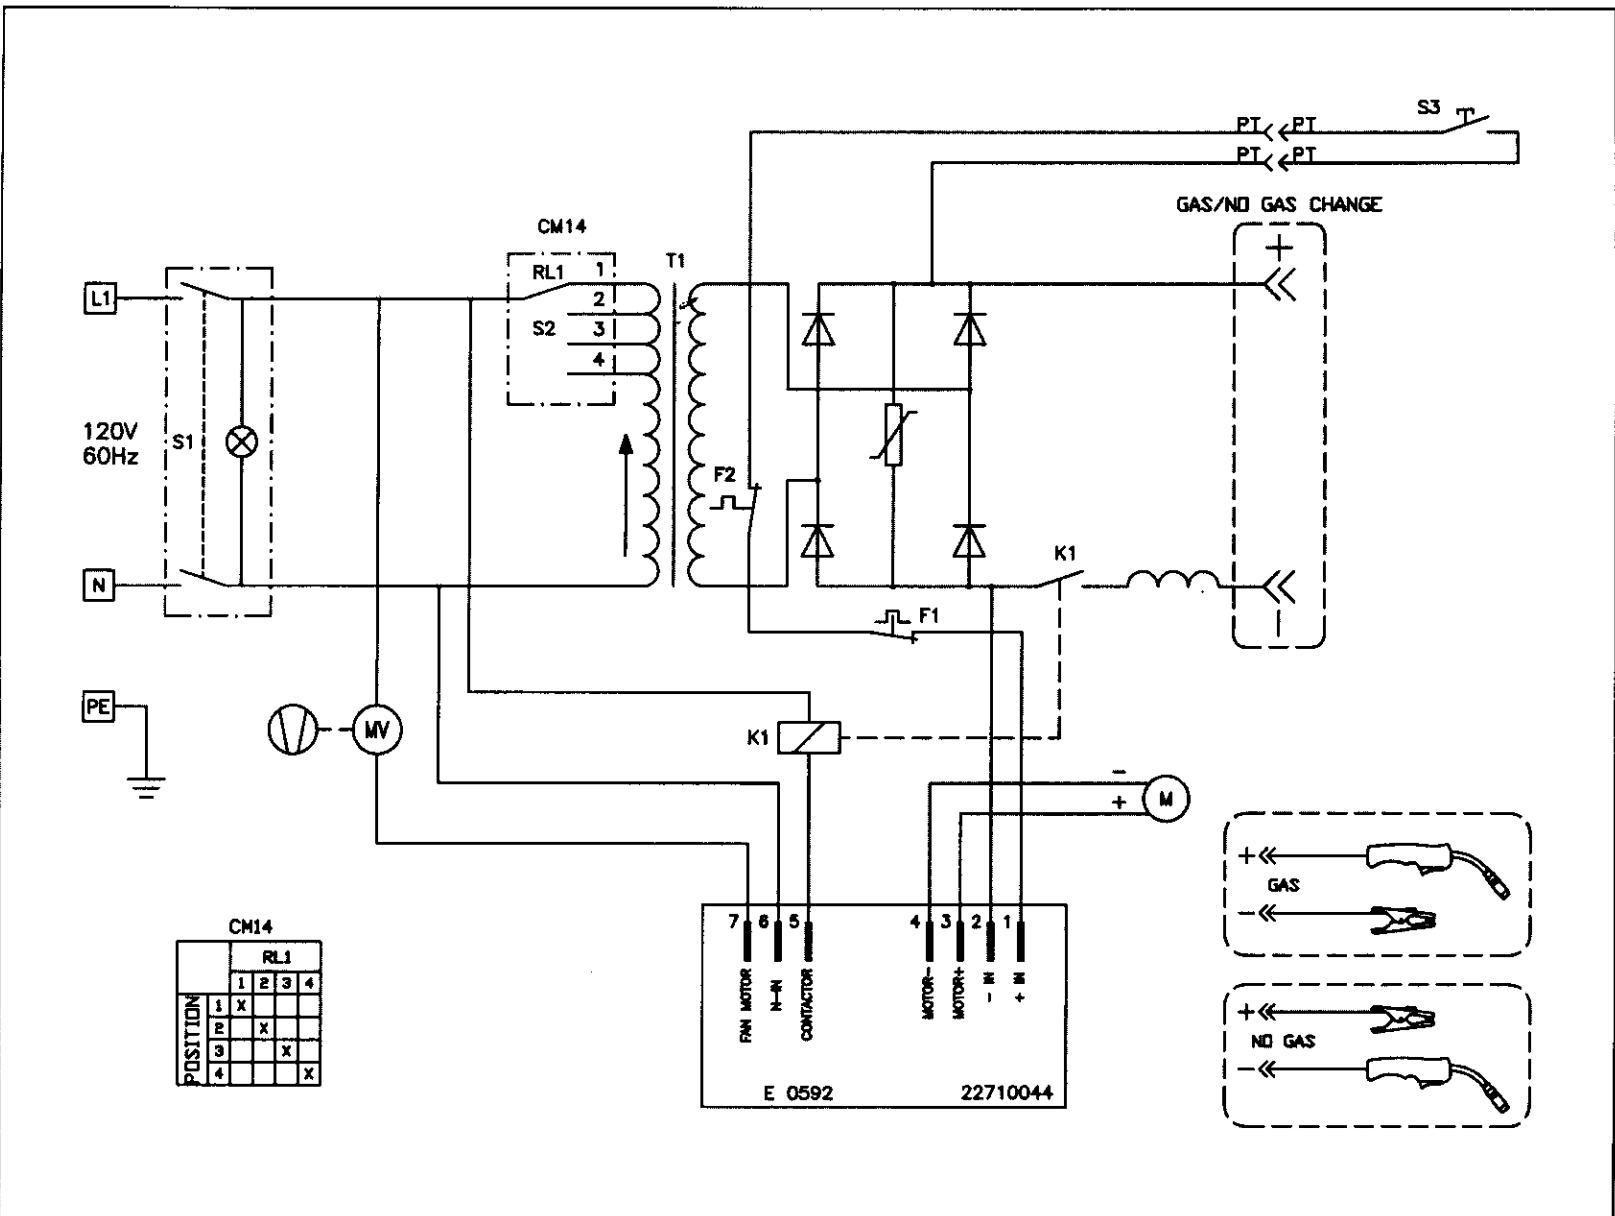 S3
PT PT
PT PT
GAS/NO GAS CHANGE
+
CM14
T1
RL1 1
L1
2
S2 3
4
120V
60Hz
S1
F2
K1
N
F1
PE
MV
K1
-
+ M
+
GAS
-
7 6 5 4 3 2 1
FAN MOTOR
N-IN
CONTACTOR
MOTOR-
MOTOR+
- IN
+ IN
E 0592 22710044
CM14
RL1
1 2 3 4
POSITION
1 X
2 X
3 X
4 X
+
NO GAS
-